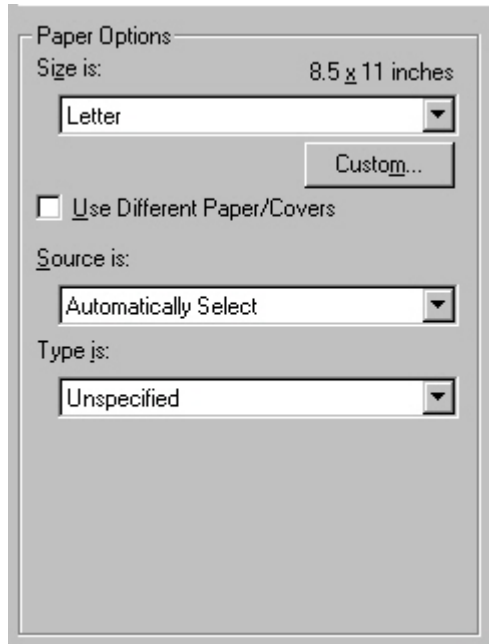 Paper Options
Size is: 8.5 x 11 inches
Letter
Custom...
Use Different Paper/Covers
Source is:
Automatically Select
Type is:
Unspecified